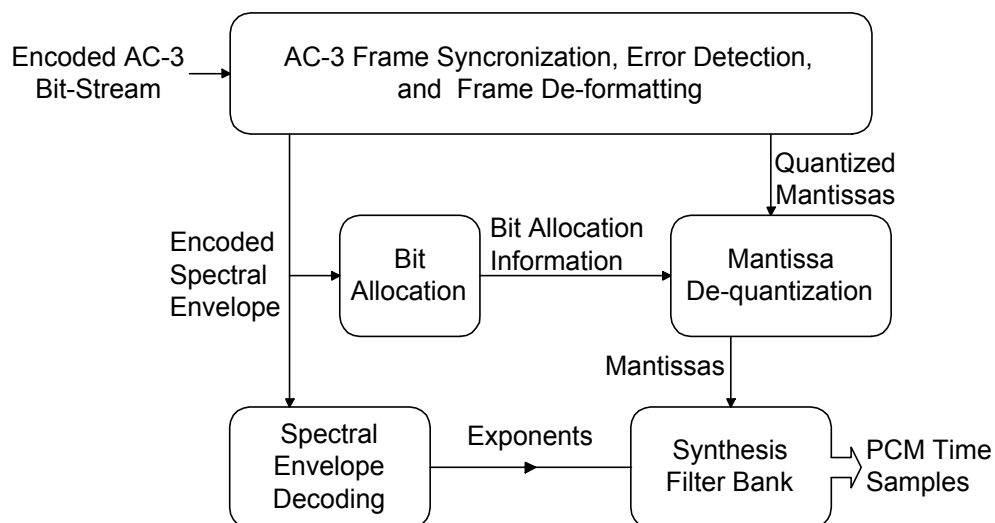 Encoded AC-3
Bit-Stream
AC-3 Frame Syncronization, Error Detection,
and Frame De-formatting
Quantized
Mantissas
Encoded
Spectral
Envelope
Bit
Allocation
Bit Allocation
Information
Mantissa
De-quantization
Mantissas
Spectral
Envelope
Decoding
Exponents
Synthesis
Filter Bank
PCM Time
Samples